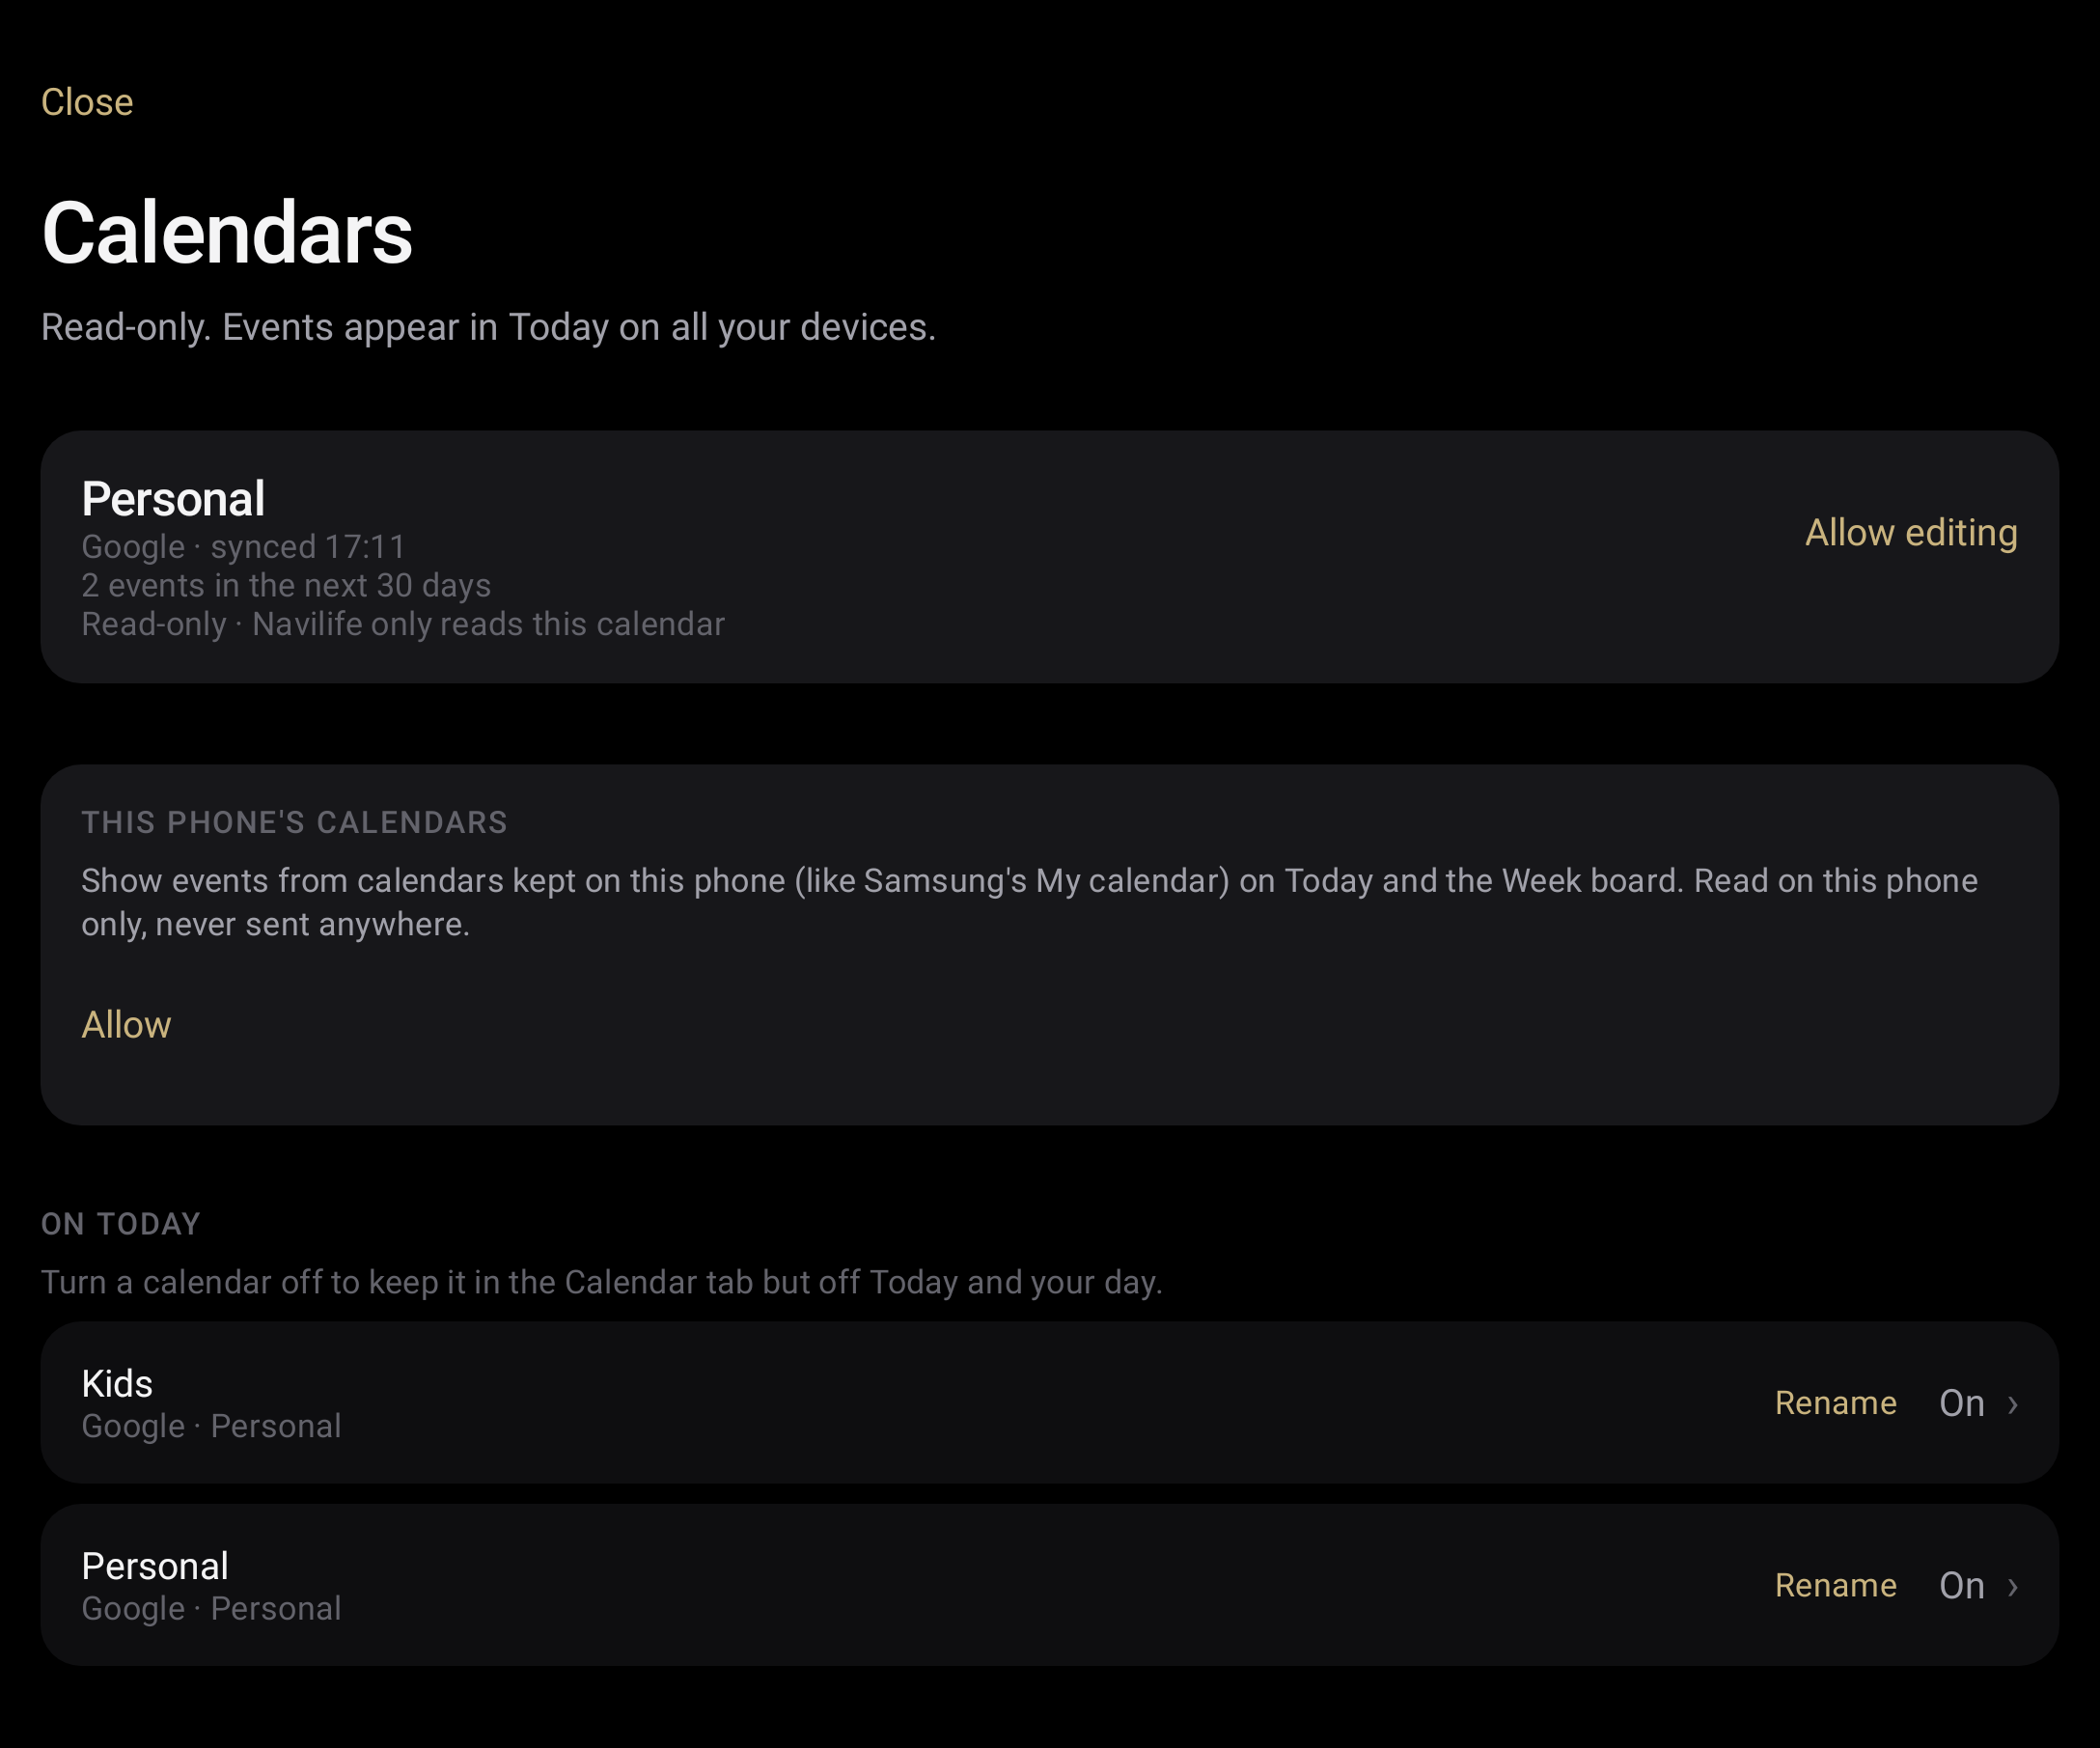 Close
Calendars
Read-only. Events appear in Today on all your devices.
Personal
Google · synced 17:11
2 events in the next 30 days
Read-only · Navilife only reads this calendar
Allow editing
THIS PHONE'S CALENDARS
Show events from calendars kept on this phone (like Samsung's My calendar) on Today and the Week board. Read on this phone
only, never sent anywhere.
Allow
ON TODAY
Turn a calendar off to keep it in the Calendar tab but off Today and your day.
Kids
Google · Personal
Rename On ›
Personal
Google · Personal
Rename On ›